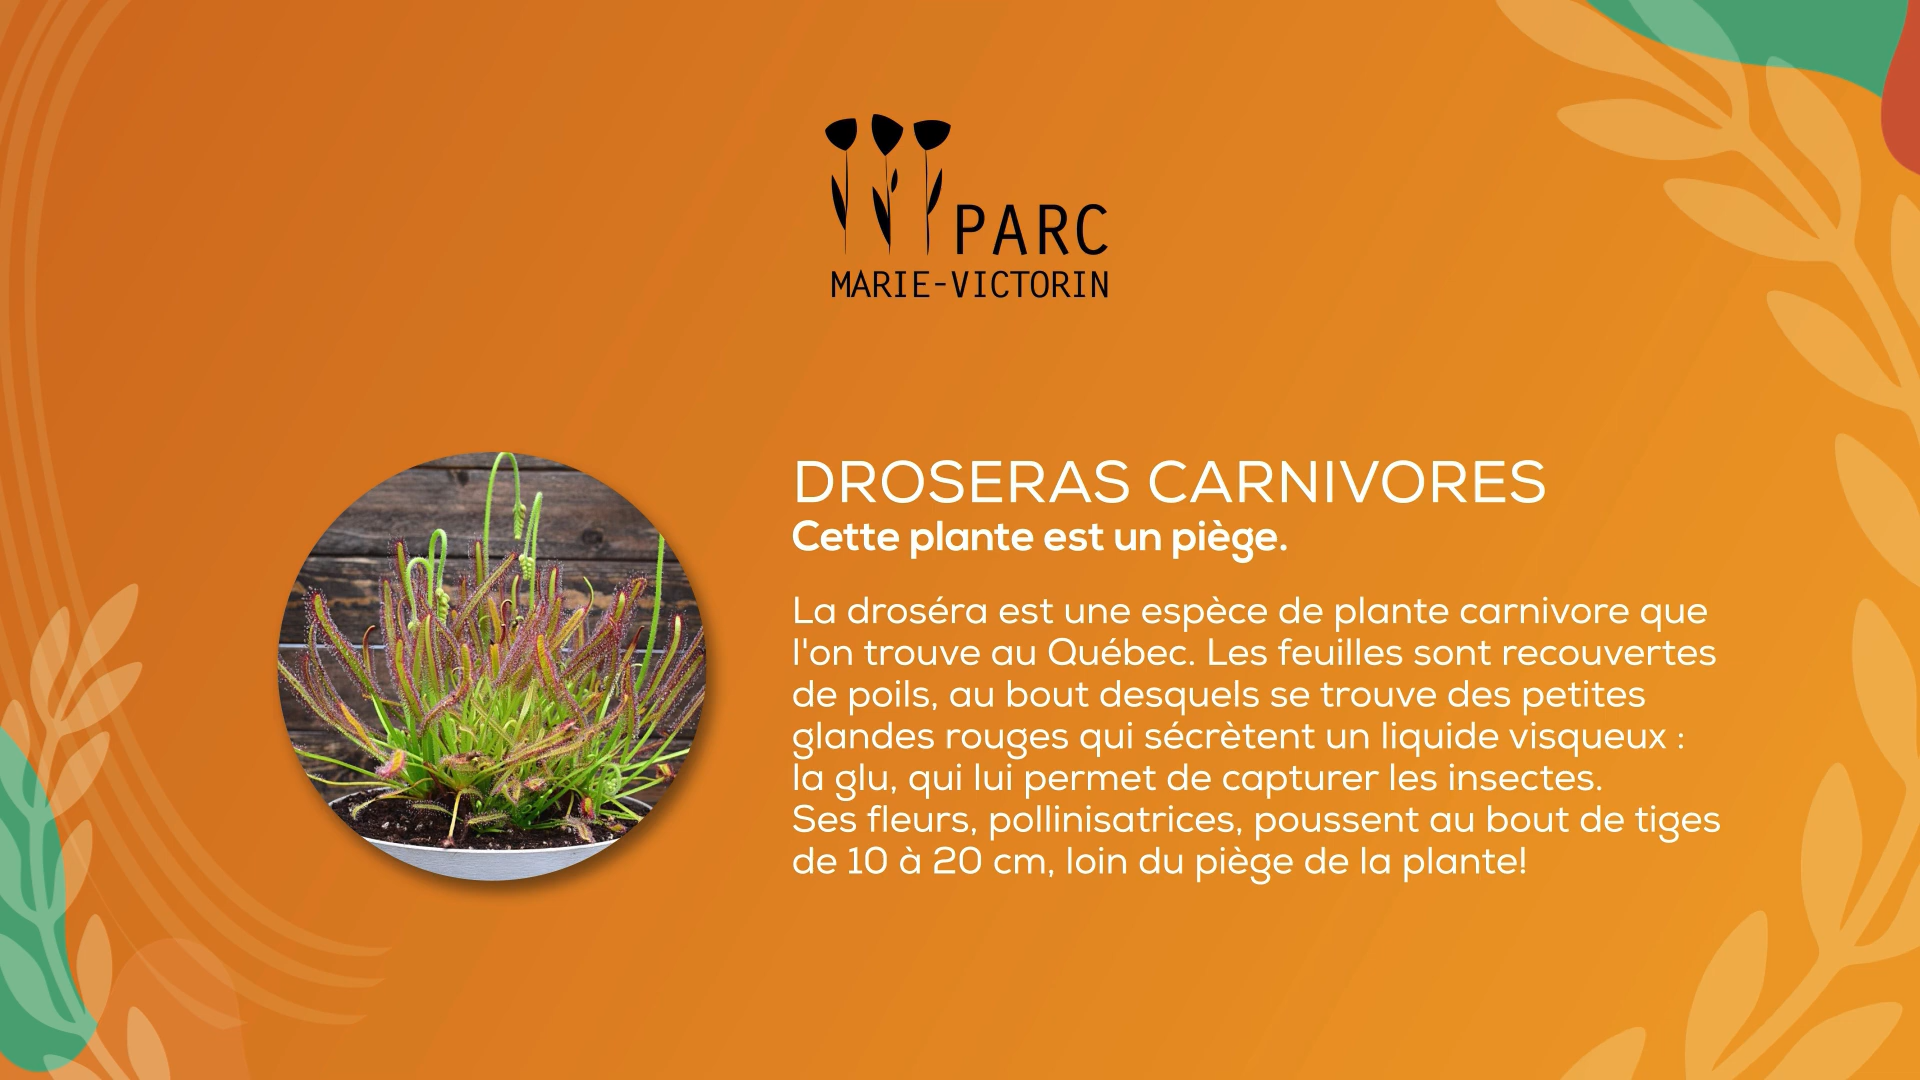 PARC
MARIE-VICTORIN
DROSERAS CARNIVORES
Cette plante est un piège.
La droséra est une espèce de plante carnivore que
l'on trouve au Québec. Les feuilles sont recouvertes
de poils, au bout desquels se trouve des petites
glandes rouges qui sécrètent un liquide visqueux :
la glu, qui lui permet de capturer les insectes.
Ses fleurs, pollinisatrices, poussent au bout de tiges
de 10 à 20 cm, loin du piège de la plante!